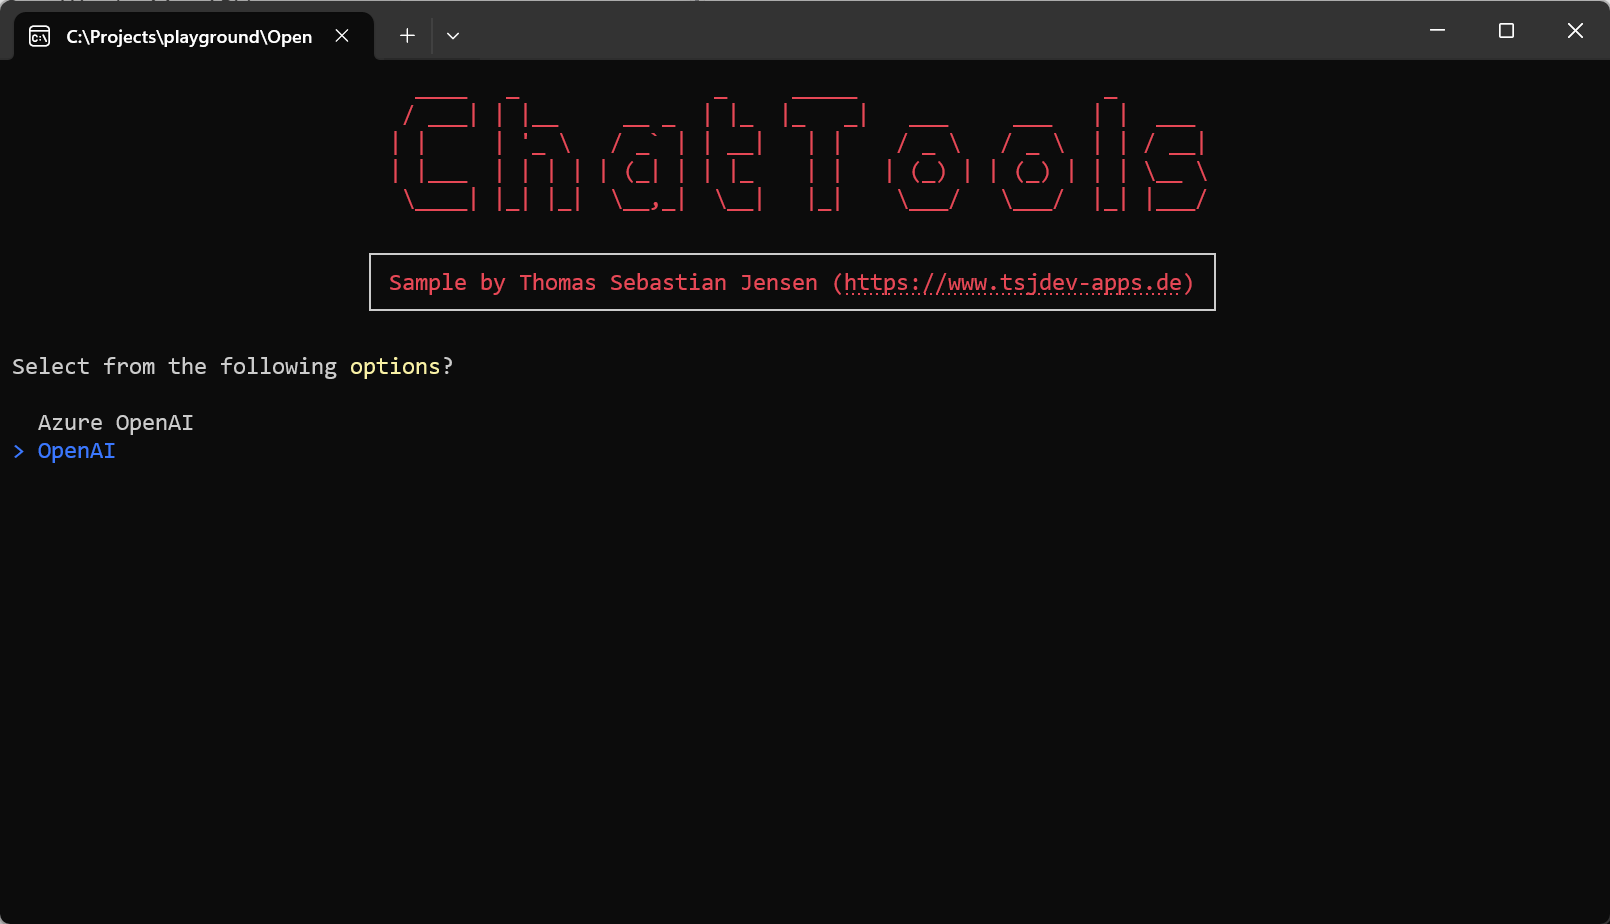 C:\Projects\playground\Open
ChatTools
Sample by Thomas Sebastian Jensen (https://www.tsjdev-apps.de)
Select from the following options?
Azure OpenAI
> OpenAI